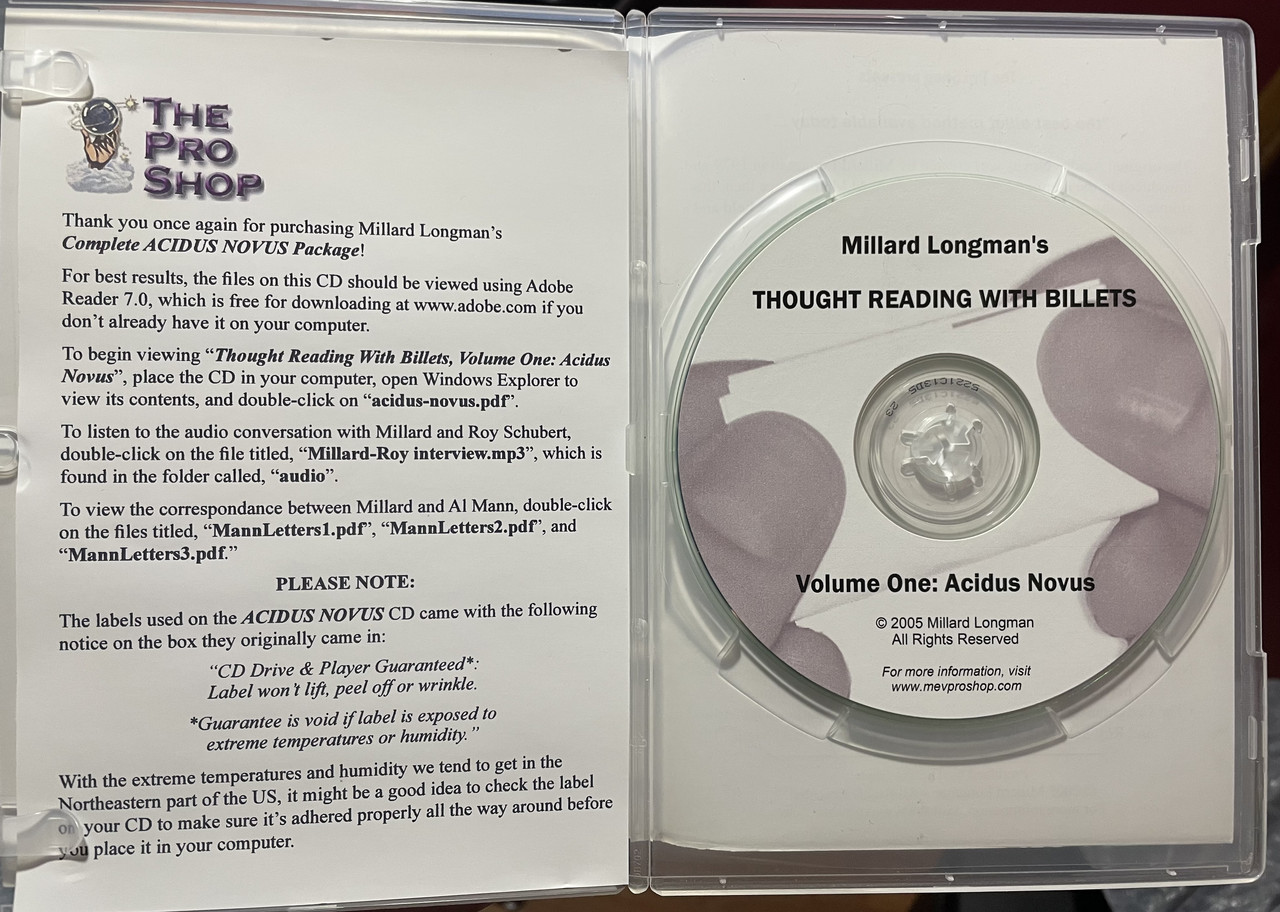 THE
PRO
SHOP
Thank you once again for purchasing Millard Longman's
Complete ACIDUS NOVUS Package!
For best results, the files on this CD should be viewed using Adobe
Reader 7.0, which is free for downloading at www.adobe.com if you
don't already have it on your computer.
To begin viewing “Thought Reading With Billets, Volume One: Acidus
Novus”, place the CD in your computer, open Windows Explorer to
view its contents, and double-click on “acidus-novus.pdf”.
To listen to the audio conversation with Millard and Roy Schubert,
double-click on the file titled, “Millard-Roy interview.mp3”, which is
found in the folder called, “audio”.
To view the correspondance between Millard and Al Mann, double-click
on the files titled, “MannLetters1.pdf”, “MannLetters2.pdf”, and
“MannLetters3.pdf.”
PLEASE NOTE:
The labels used on the ACIDUS NOVUS CD came with the following
notice on the box they originally came in:
“CD Drive & Player Guaranteed*:
Label won't lift, peel off or wrinkle.
*Guarantee is void if label is exposed to
extreme temperatures or humidity.”
With the extreme temperatures and humidity we tend to get in the
Northeastern part of the US, it might be a good idea to check the label
on your CD to make sure it's adhered properly all the way around before
you place it in your computer.
Millard Longman's
THOUGHT READING WITH BILLETS
Volume One: Acidus Novus
© 2005 Millard Longman
All Rights Reserved
For more information, visit
www.mevproshop.com